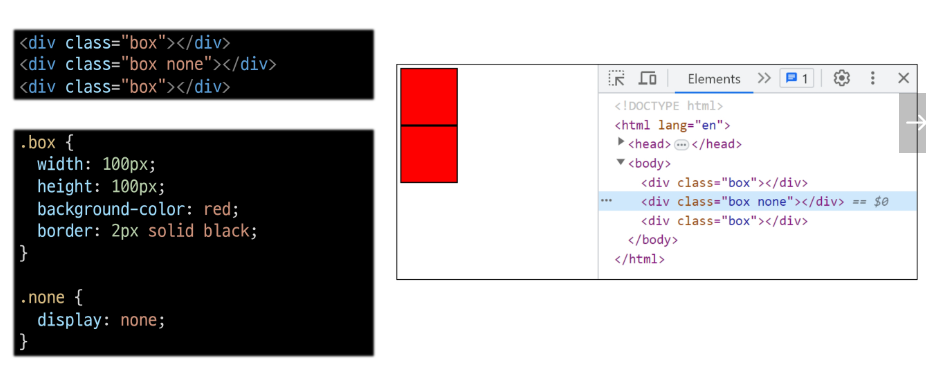 <div class="box"></div>
<div class="box none"></div>
<div class="box"></div>
.box {
  width: 100px;
  height: 100px;
  background-color: red;
  border: 2px solid black;
}
.none {
  display: none;
}
Elements 1
<!DOCTYPE html>
<html lang="en">
<head> ••• </head>
<body>
<div class="box"></div>
••• <div class="box none"></div> == $0
<div class="box"></div>
</body>
</html>